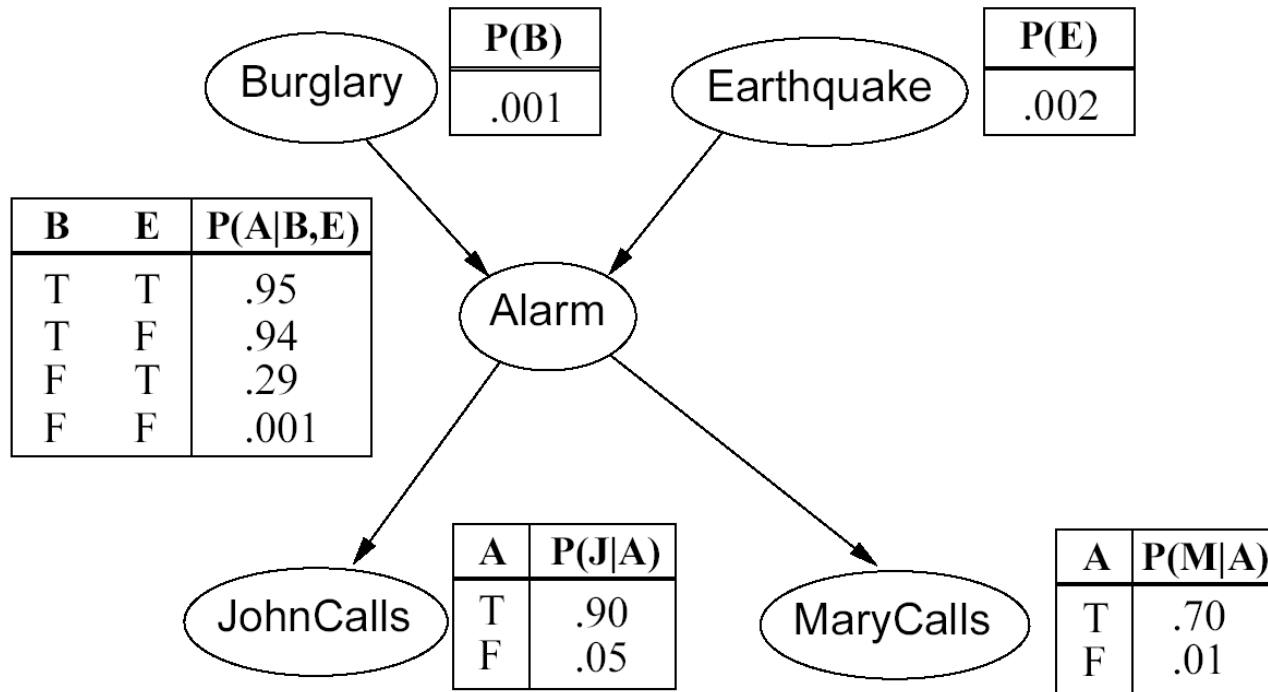 Burglary
P(B)
.001
Earthquake
P(E)
.002
B E P(A|B,E)
T T .95
T F .94
F T .29
F F .001
Alarm
JohnCalls
A P(J|A)
T .90
F .05
MaryCalls
A P(M|A)
T .70
F .01